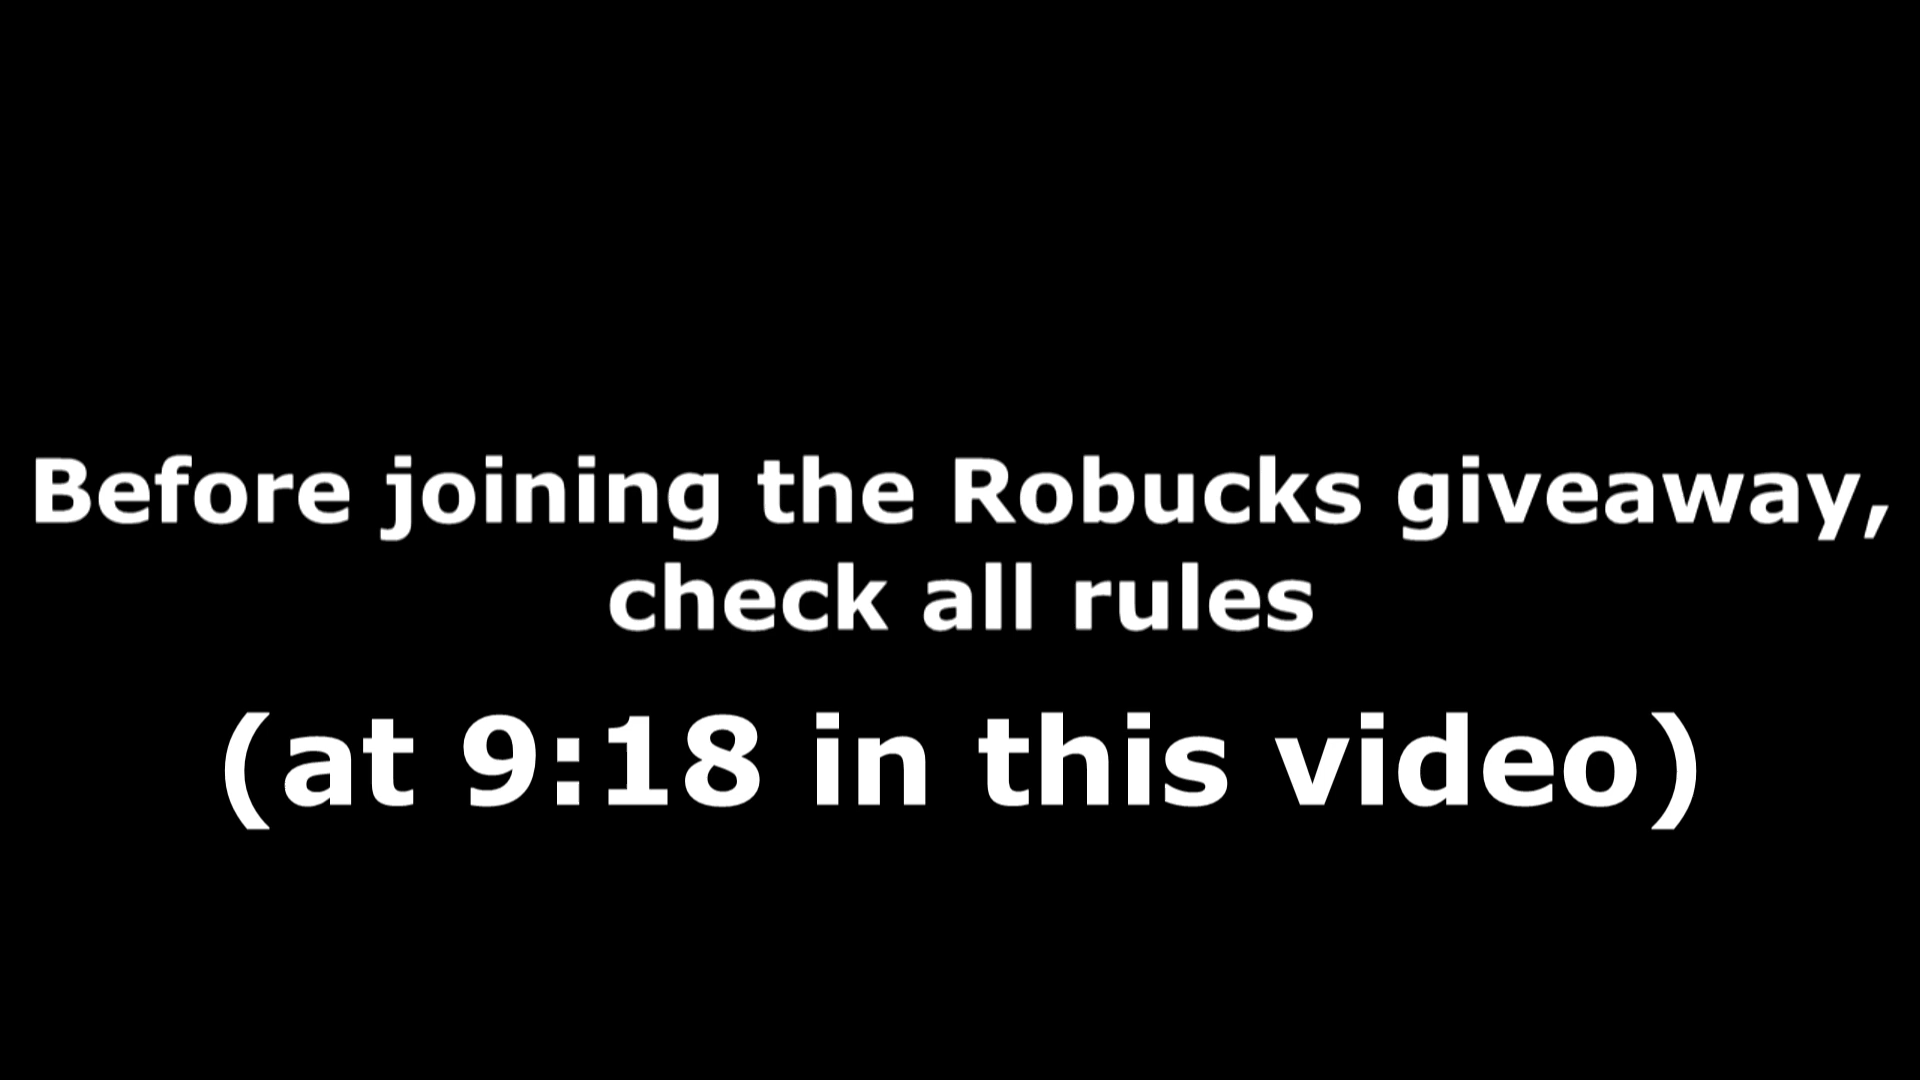 Before joining the Robucks giveaway,
check all rules
(at 9:18 in this video)